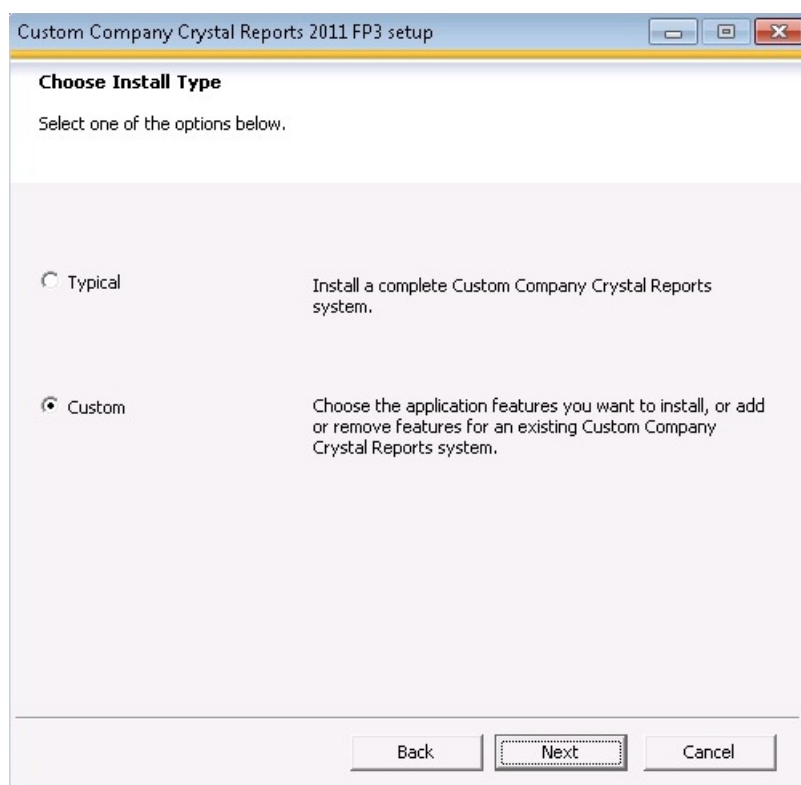 Custom Company Crystal Reports 2011 FP3 setup
Choose Install Type
Select one of the options below.
Typical
Install a complete Custom Company Crystal Reports
system.
Custom
Choose the application features you want to install, or add
or remove features for an existing Custom Company
Crystal Reports system.
Back
Next
Cancel